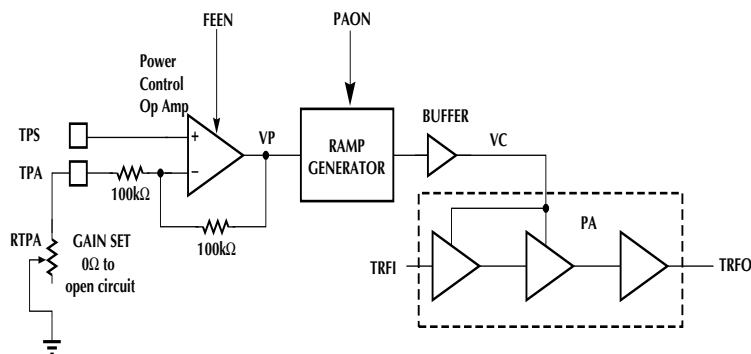 FEEN
PAON
Power
Control
Op Amp
TPS
+
VP
RAMP
GENERATOR
BUFFER
VC
TPA
−
100kΩ
100kΩ
RTPA
GAIN SET
0Ω to
open circuit
PA
TRFI
TRFO